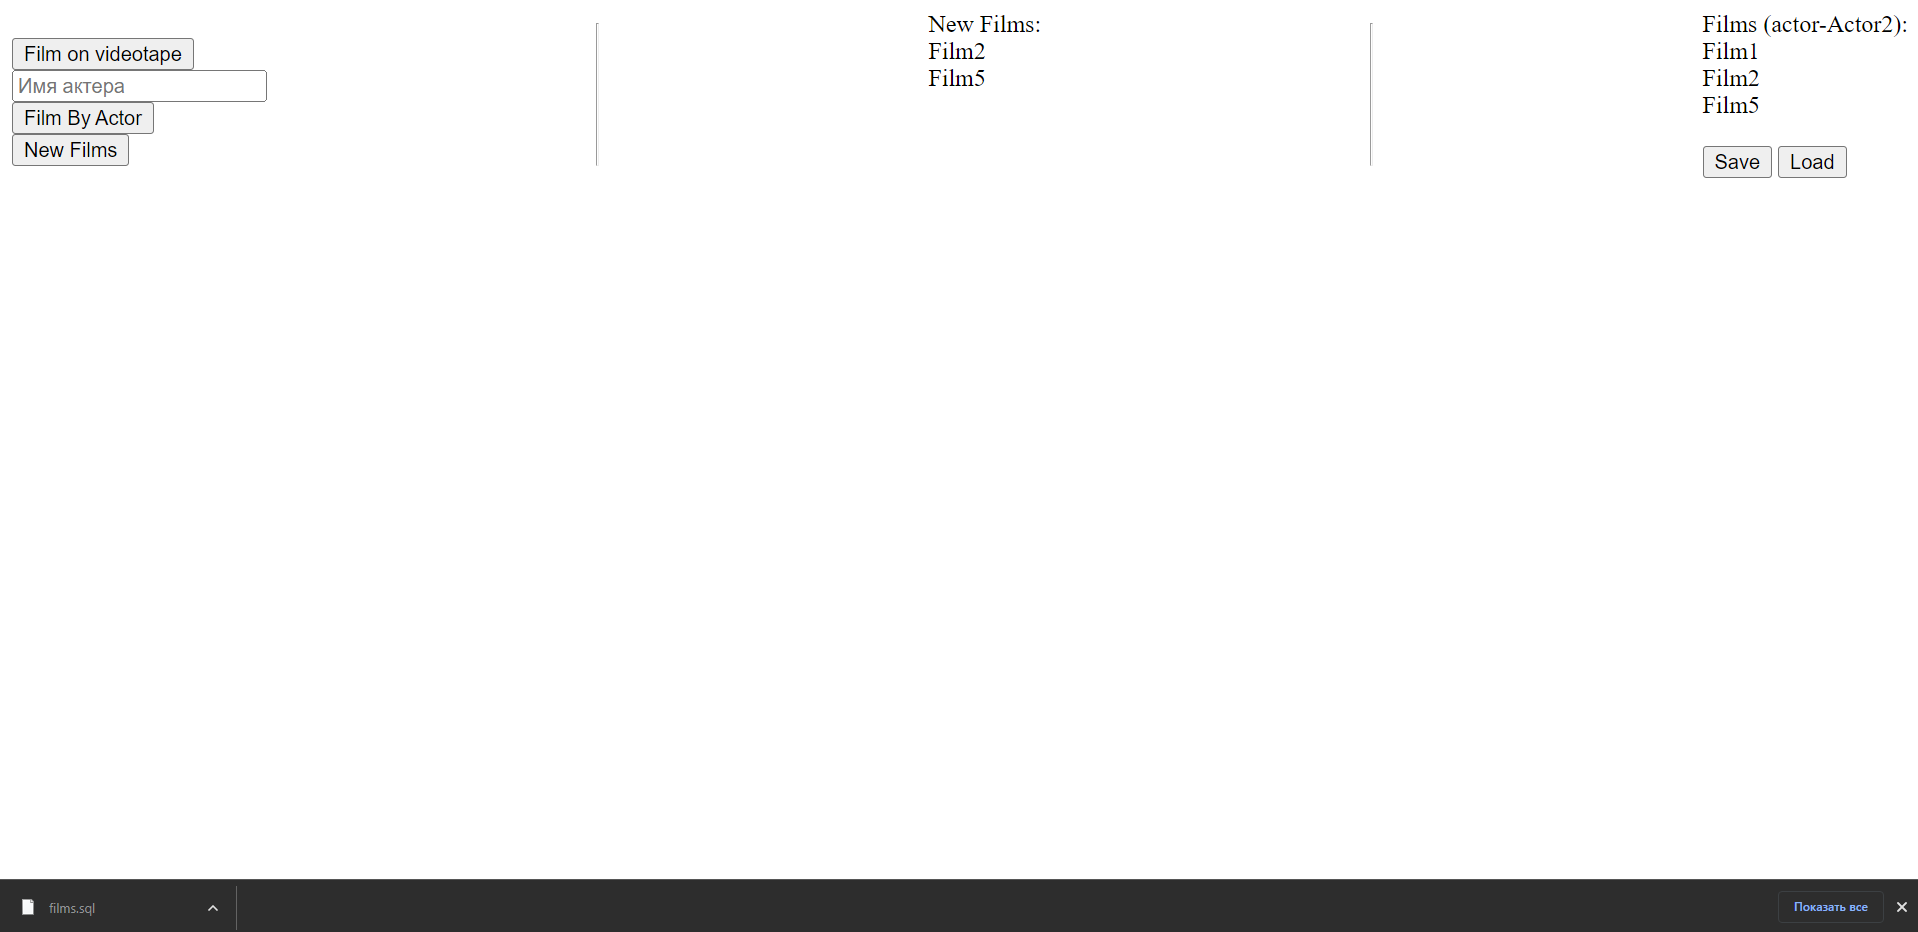 Film on videotape
Имя актера
Film By Actor
New Films
New Films:
Film2
Film5
Films (actor-Actor2):
Film1
Film2
Film5
Save Load
films.sql
Показать все